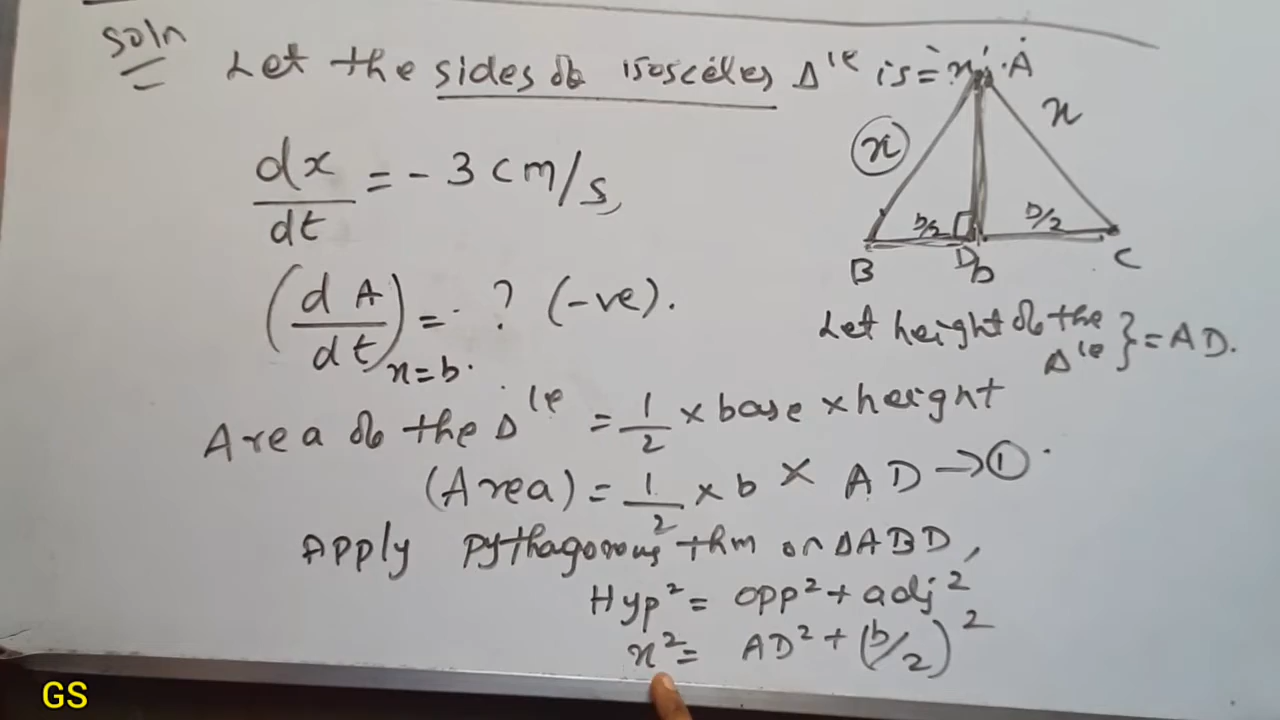 Soln
Let the sides of isosceles Δle is = 'x'.
A
x
x
dx/dt = - 3 cm/s,
b/2
b/2
B
D
b
C
(dA/dt)x=b = ? (-ve).
Let height of the Δle } = AD.
Area of the Δle = 1/2 × base × height
(Area) = 1/2 × b × AD → ①
Apply pythagorous thm on ΔABD,
Hyp² = opp² + adj²
x² = AD² + (b/2)²
GS